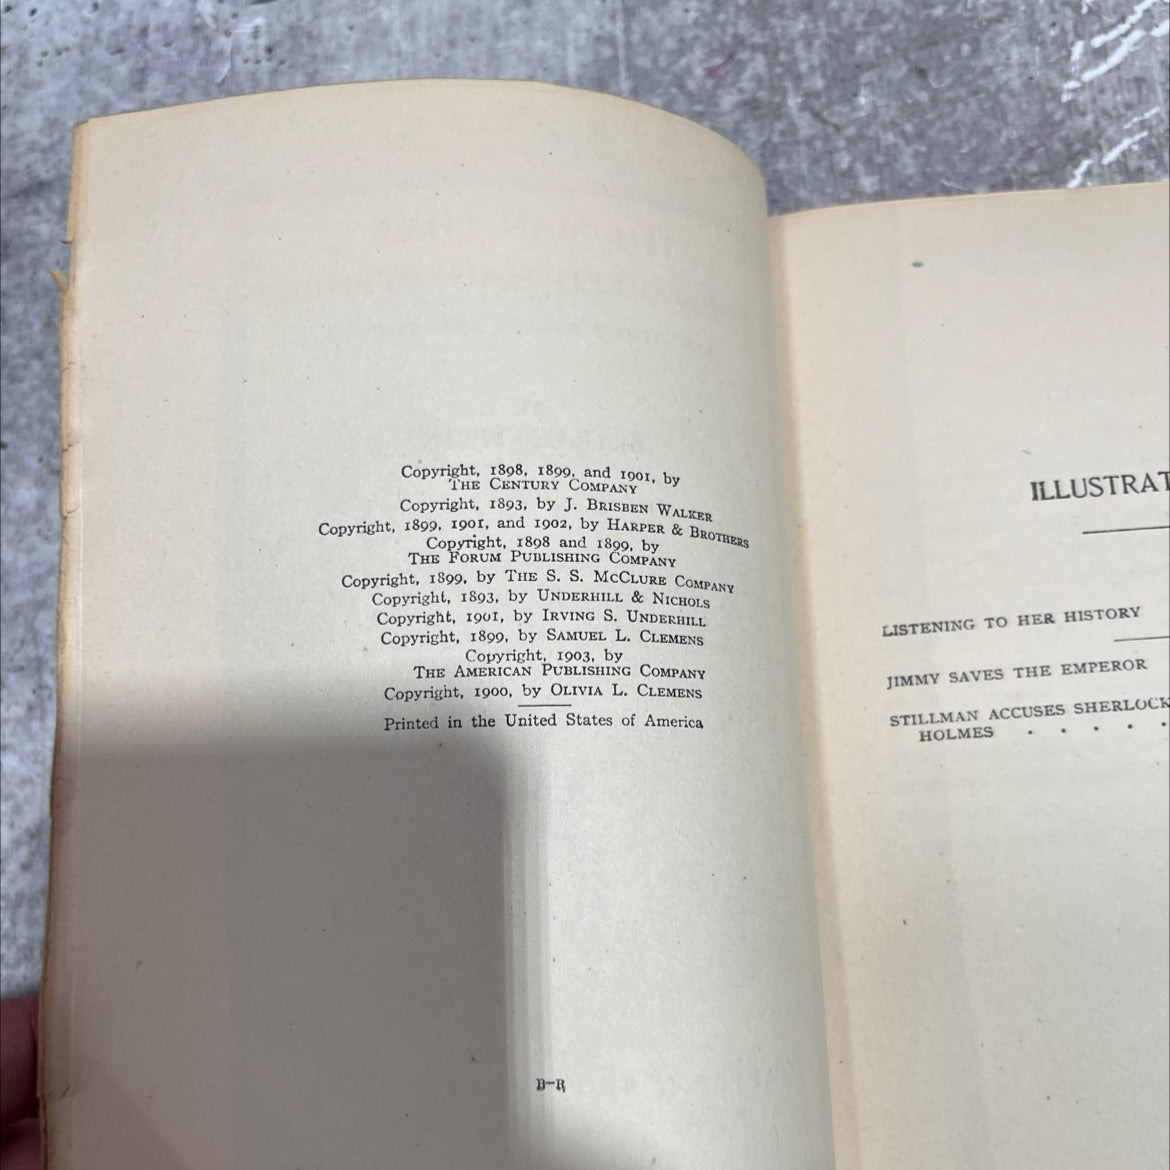 Copyright, 1898, 1899, and 1901, by
THE CENTURY COMPANY
Copyright, 1893, by J. BRISBEN WALKER
Copyright, 1899, 1901, and 1902, by HARPER & BROTHERS
Copyright, 1898 and 1899, by
THE FORUM PUBLISHING COMPANY
Copyright, 1899, by THE S. S. MCCLURE COMPANY
Copyright, 1893, by UNDERHILL & NICHOLS
Copyright, 1901, by IRVING S. UNDERHILL
Copyright, 1899, by SAMUEL L. CLEMENS
Copyright, 1903, by
THE AMERICAN PUBLISHING COMPANY
Copyright, 1900, by OLIVIA L. CLEMENS
Printed in the United States of America
B-R
ILLUSTRAT
LISTENING TO HER HISTORY
JIMMY SAVES THE EMPEROR
STILLMAN ACCUSES SHERLOCK
HOLMES . . . .